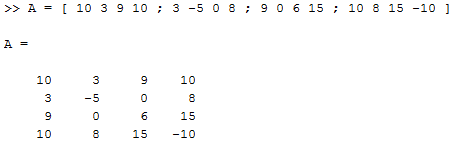 >> A = [ 10 3 9 10 ; 3 -5 0 8 ; 9 0 6 15 ; 10 8 15 -10 ]
A =
10 3 9 10
3 -5 0 8
9 0 6 15
10 8 15 -10